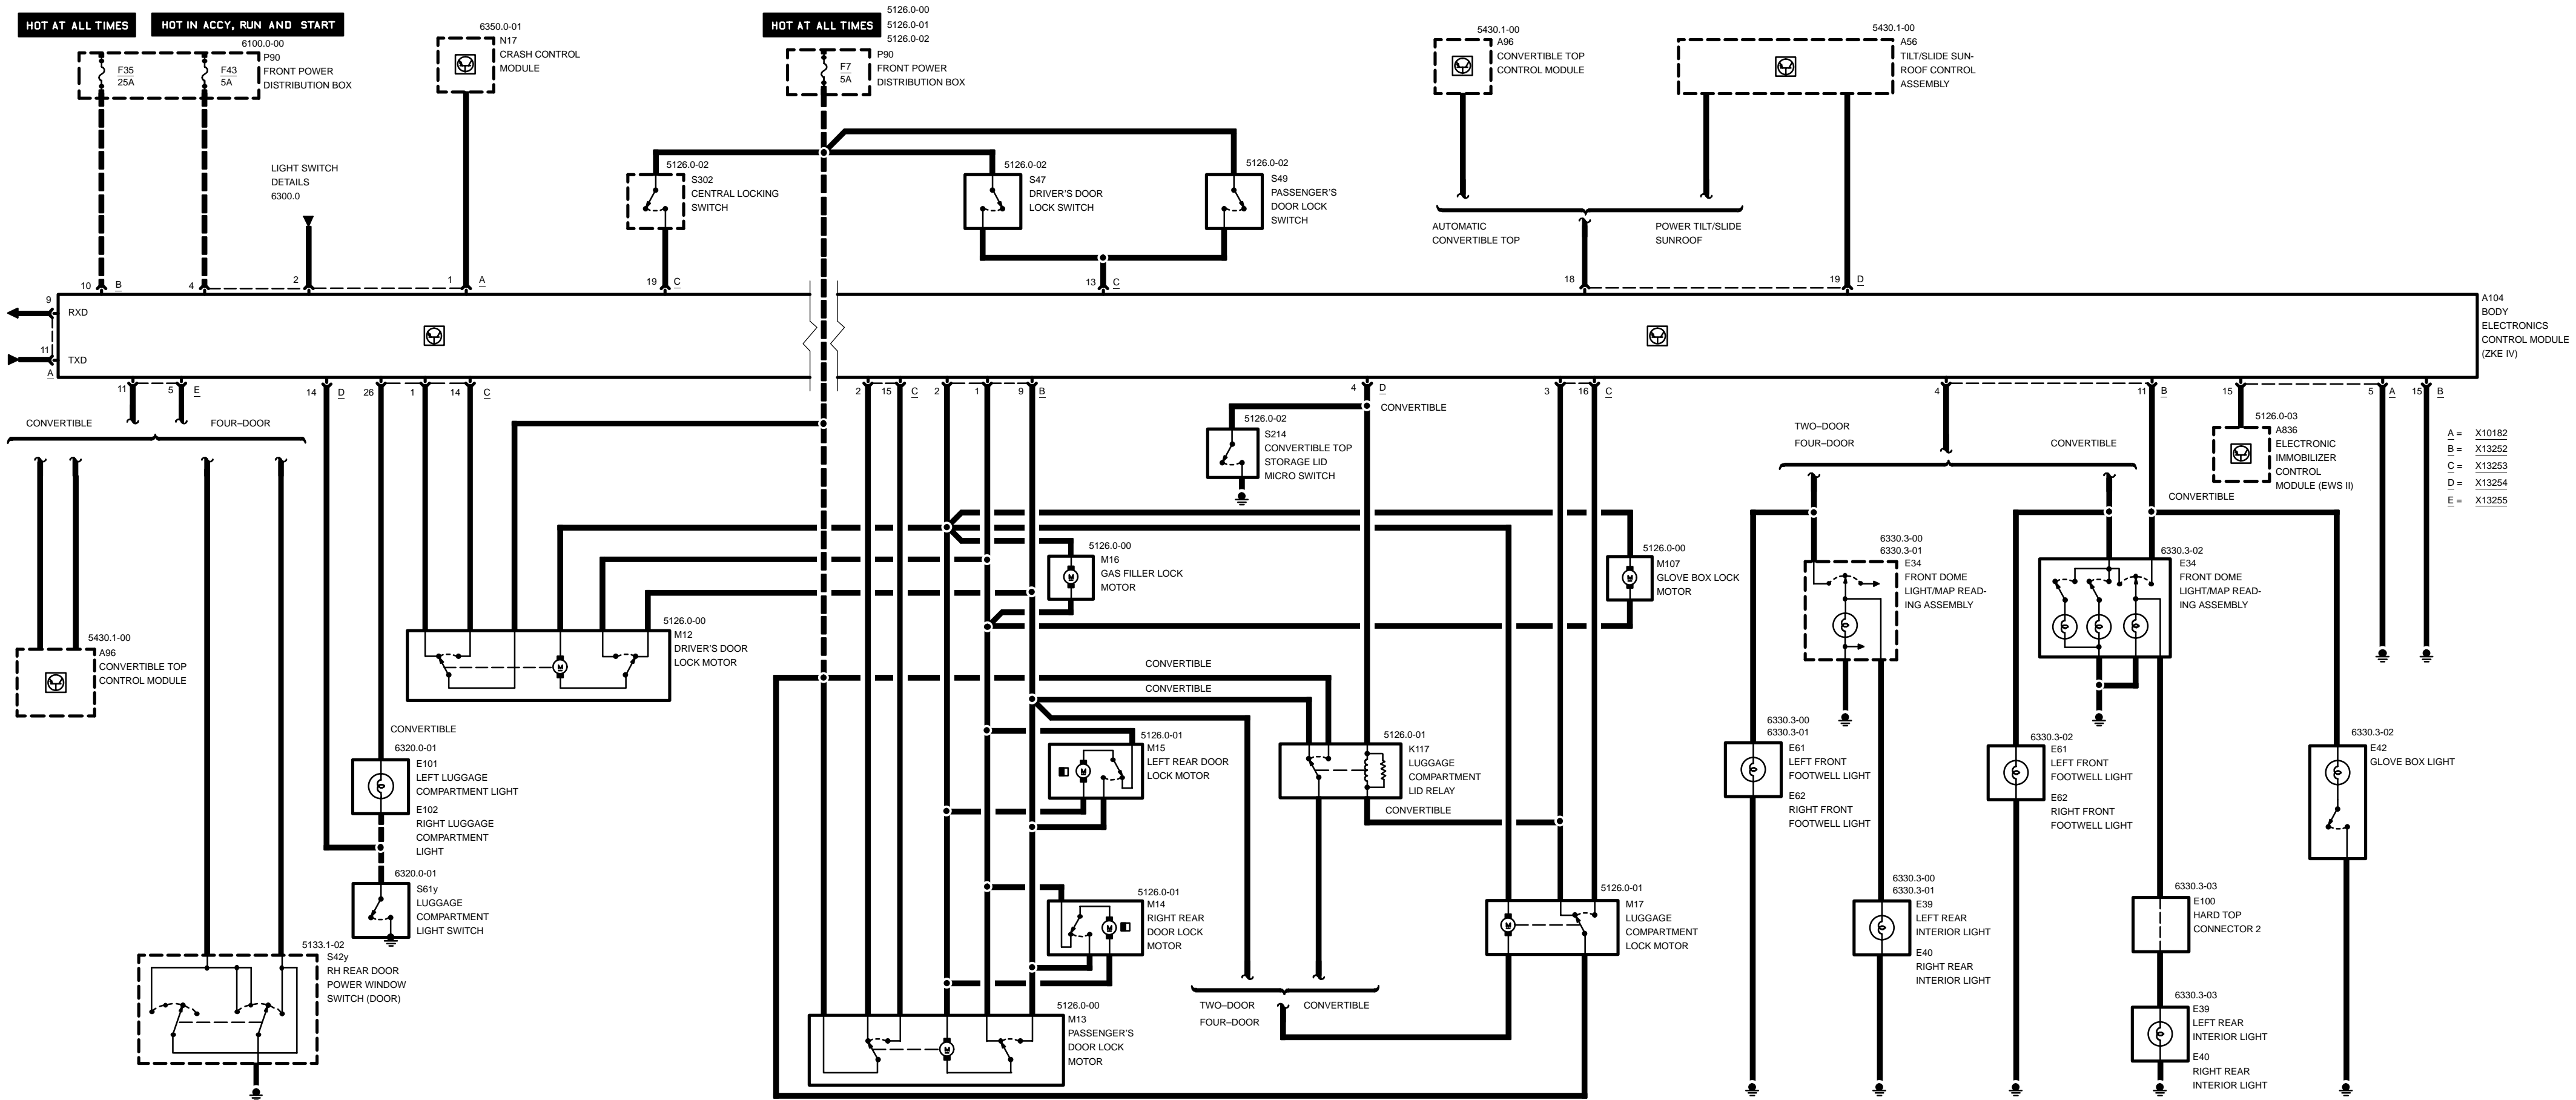 HOT AT ALL TIMES
HOT IN ACCY, RUN AND START
6100.0-00
P90
FRONT POWER
DISTRIBUTION BOX
F35
25A
F43
5A
6350.0-01
N17
CRASH CONTROL
MODULE
HOT AT ALL TIMES
5126.0-00
5126.0-01
5126.0-02
P90
FRONT POWER
DISTRIBUTION BOX
F7
5A
5430.1-00
A96
CONVERTIBLE TOP
CONTROL MODULE
5430.1-00
A56
TILT/SLIDE SUN-
ROOF CONTROL
ASSEMBLY
LIGHT SWITCH
DETAILS
6300.0
5126.0-02
S302
CENTRAL LOCKING
SWITCH
5126.0-02
S47
DRIVER'S DOOR
LOCK SWITCH
5126.0-02
S49
PASSENGER'S
DOOR LOCK
SWITCH
AUTOMATIC
CONVERTIBLE TOP
POWER TILT/SLIDE
SUNROOF
10 B 4 2 1 A 19 C 13 C 18 19 D
9
RXD
11
TXD
A
A104
BODY
ELECTRONICS
CONTROL MODULE
(ZKE IV)
11 5 E 14 D 26 1 14 C 2 15 C 2 1 9 B 4 D 3 16 C 4 11 B 15 5 A 15 B
CONVERTIBLE
FOUR–DOOR
CONVERTIBLE
5126.0-02
S214
CONVERTIBLE TOP
STORAGE LID
MICRO SWITCH
TWO–DOOR
FOUR–DOOR
CONVERTIBLE
5126.0-03
A836
ELECTRONIC
IMMOBILIZER
CONTROL
MODULE (EWS II)
CONVERTIBLE
A = X10182
B = X13252
C = X13253
D = X13254
E = X13255
5126.0-00
M16
GAS FILLER LOCK
MOTOR
5126.0-00
M107
GLOVE BOX LOCK
MOTOR
6330.3-00
6330.3-01
E34
FRONT DOME
LIGHT/MAP READ-
ING ASSEMBLY
6330.3-02
E34
FRONT DOME
LIGHT/MAP READ-
ING ASSEMBLY
5430.1-00
A96
CONVERTIBLE TOP
CONTROL MODULE
5126.0-00
M12
DRIVER'S DOOR
LOCK MOTOR
CONVERTIBLE
CONVERTIBLE
CONVERTIBLE
6320.0-01
E101
LEFT LUGGAGE
COMPARTMENT LIGHT
E102
RIGHT LUGGAGE
COMPARTMENT
LIGHT
5126.0-01
M15
LEFT REAR DOOR
LOCK MOTOR
5126.0-01
K117
LUGGAGE
COMPARTMENT
LID RELAY
CONVERTIBLE
6330.3-00
6330.3-01
E61
LEFT FRONT
FOOTWELL LIGHT
E62
RIGHT FRONT
FOOTWELL LIGHT
6330.3-02
E61
LEFT FRONT
FOOTWELL LIGHT
E62
RIGHT FRONT
FOOTWELL LIGHT
6330.3-02
E42
GLOVE BOX LIGHT
6320.0-01
S61y
LUGGAGE
COMPARTMENT
LIGHT SWITCH
5126.0-01
M14
RIGHT REAR
DOOR LOCK
MOTOR
5126.0-01
M17
LUGGAGE
COMPARTMENT
LOCK MOTOR
6330.3-00
6330.3-01
E39
LEFT REAR
INTERIOR LIGHT
E40
RIGHT REAR
INTERIOR LIGHT
6330.3-03
E100
HARD TOP
CONNECTOR 2
5133.1-02
S42y
RH REAR DOOR
POWER WINDOW
SWITCH (DOOR)
5126.0-00
M13
PASSENGER'S
DOOR LOCK
MOTOR
TWO–DOOR
FOUR–DOOR
CONVERTIBLE
6330.3-03
E39
LEFT REAR
INTERIOR LIGHT
E40
RIGHT REAR
INTERIOR LIGHT